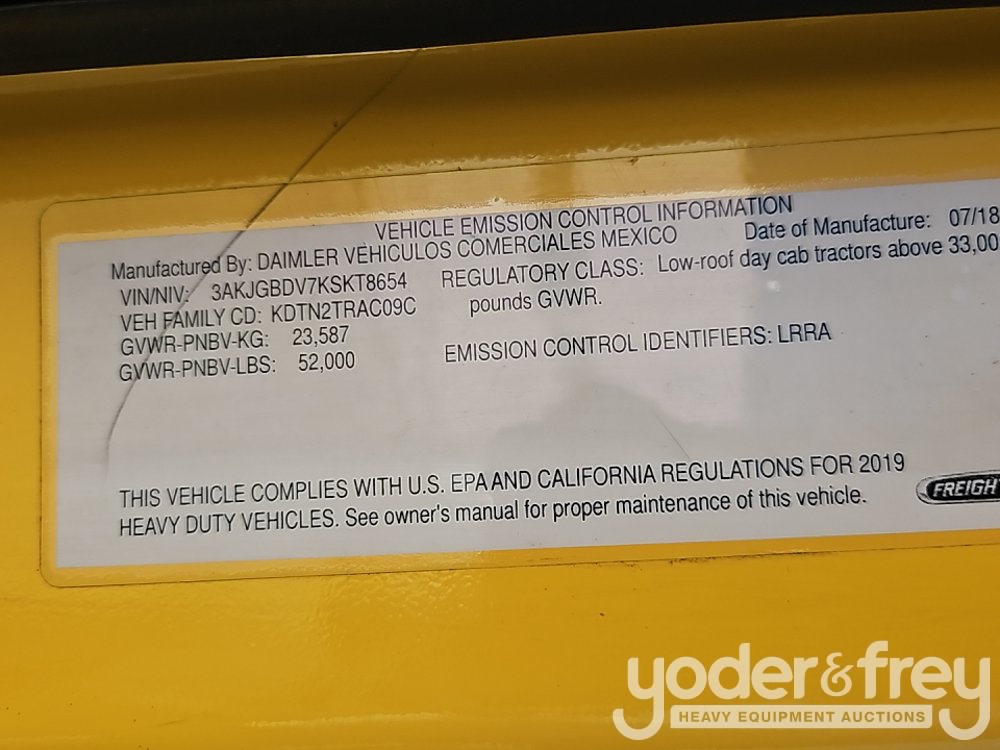 VEHICLE EMISSION CONTROL INFORMATION
Manufactured By: DAIMLER VEHICULOS COMERCIALES MEXICO
Date of Manufacture: 07/18
VIN/NIV: 3AKJGBDV7KSKT8654
REGULATORY CLASS: Low-roof day cab tractors above 33,00
pounds GVWR.
VEH FAMILY CD: KDTN2TRAC09C
GVWR-PNBV-KG: 23,587
GVWR-PNBV-LBS: 52,000
EMISSION CONTROL IDENTIFIERS: LRRA
THIS VEHICLE COMPLIES WITH U.S. EPA AND CALIFORNIA REGULATIONS FOR 2019
HEAVY DUTY VEHICLES. See owner's manual for proper maintenance of this vehicle.
FREIGH
yoder&frey
HEAVY EQUIPMENT AUCTIONS